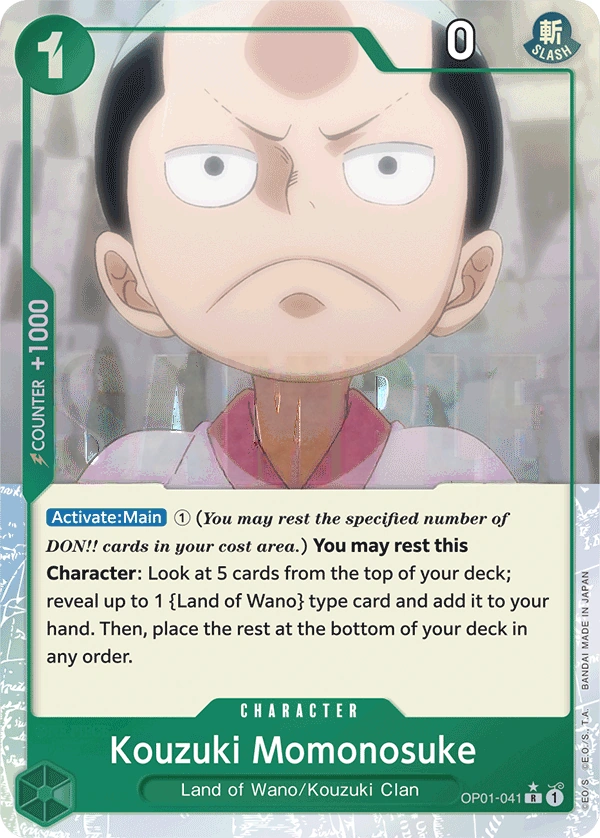 1
0
斬
SLASH
COUNTER +1000
SAMPLE
Activate:Main ① (You may rest the specified number of
DON!! cards in your cost area.) You may rest this
Character: Look at 5 cards from the top of your deck;
reveal up to 1 {Land of Wano} type card and add it to your
hand. Then, place the rest at the bottom of your deck in
any order.
CHARACTER
Kouzuki Momonosuke
Land of Wano/Kouzuki Clan
OP01-041 R 1
©E.O/S. ©E.O./S., T.A. BANDAI MADE IN JAPAN